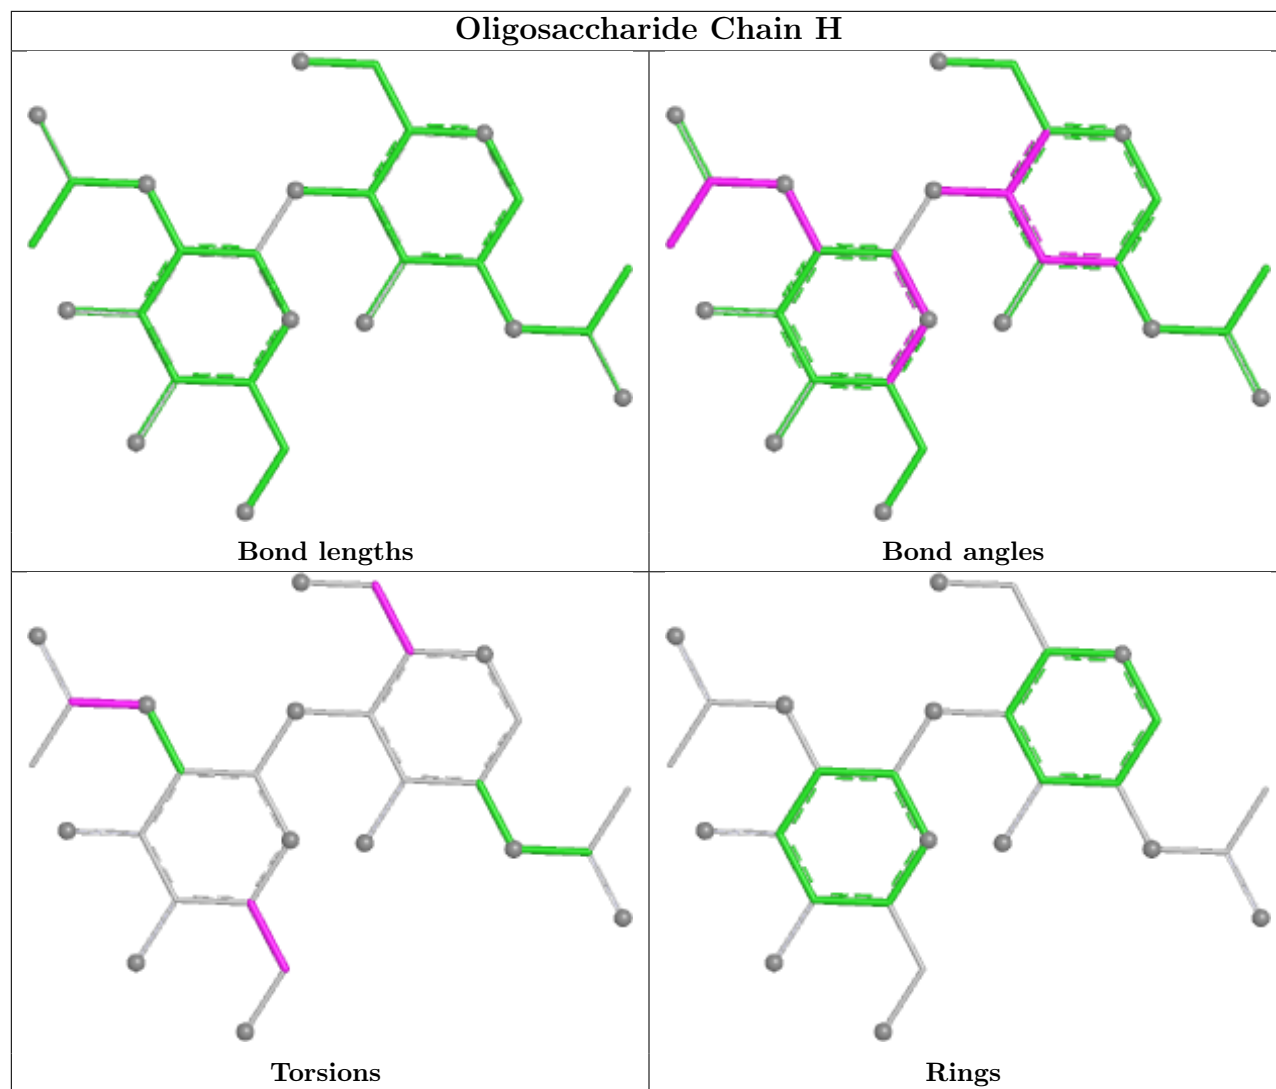 Oligosaccharide Chain H
Bond lengths
Bond angles
Torsions
Rings